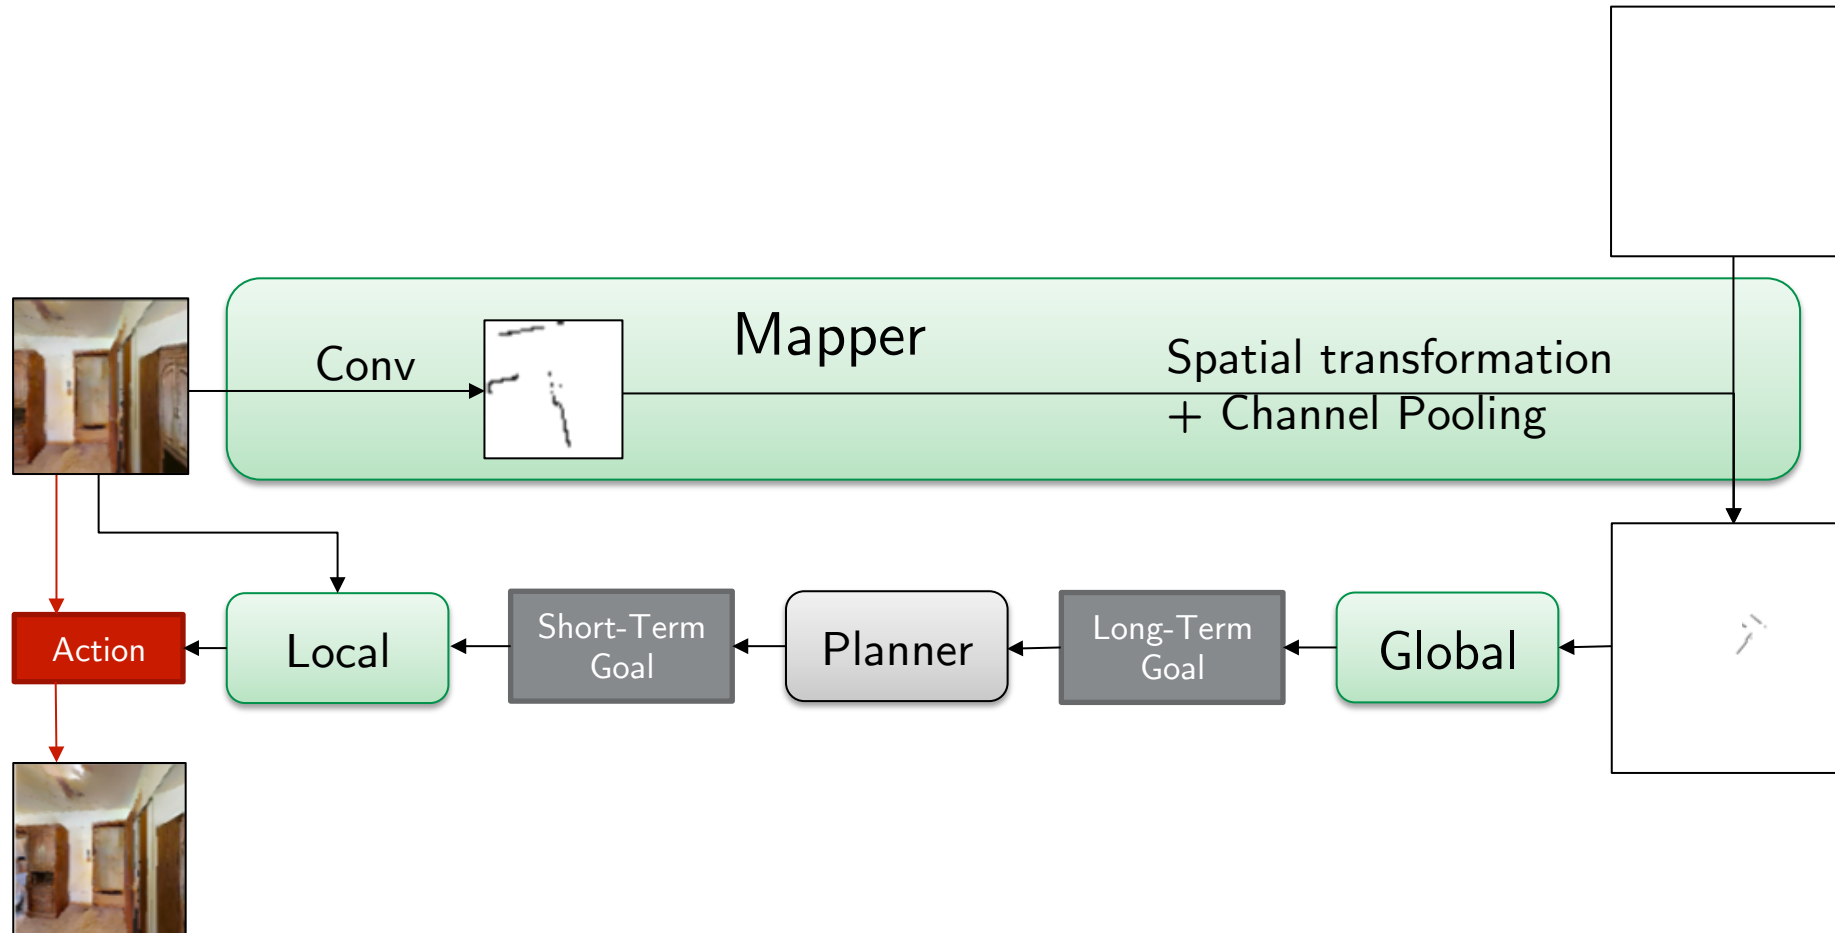 Mapper
Conv
Spatial transformation
+ Channel Pooling
Action
Local
Short-Term
Goal
Planner
Long-Term
Goal
Global